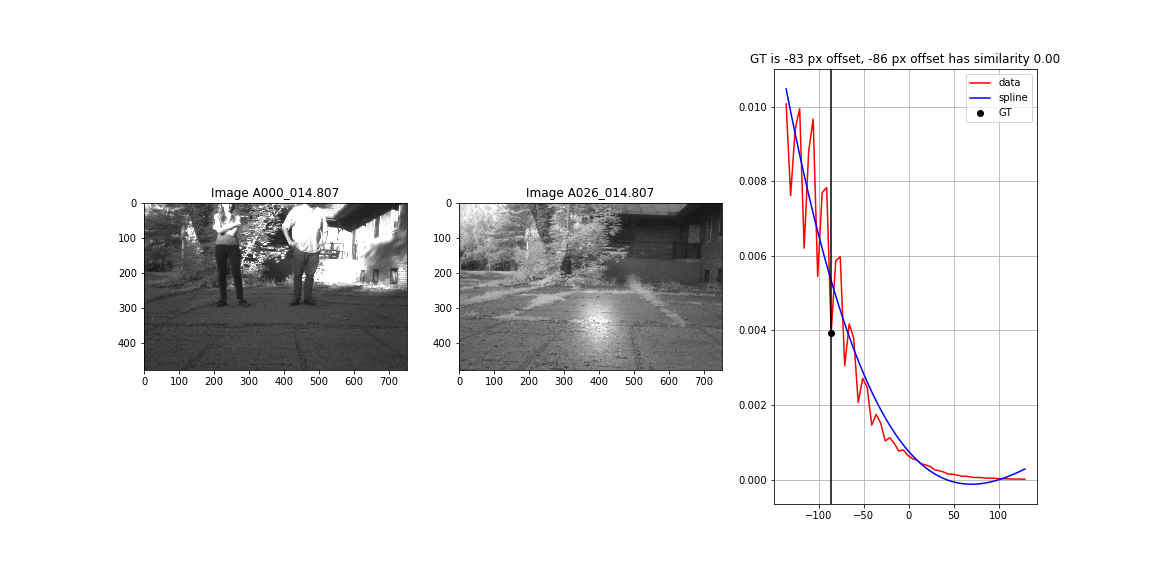 Image A000_014.807
0
100
200
300
400
0 100 200 300 400 500 600 700
Image A026_014.807
0
100
200
300
400
0 100 200 300 400 500 600 700
GT is -83 px offset, -86 px offset has similarity 0.00
data
spline
GT
0.010
0.008
0.006
0.004
0.002
0.000
−100 −50 0 50 100